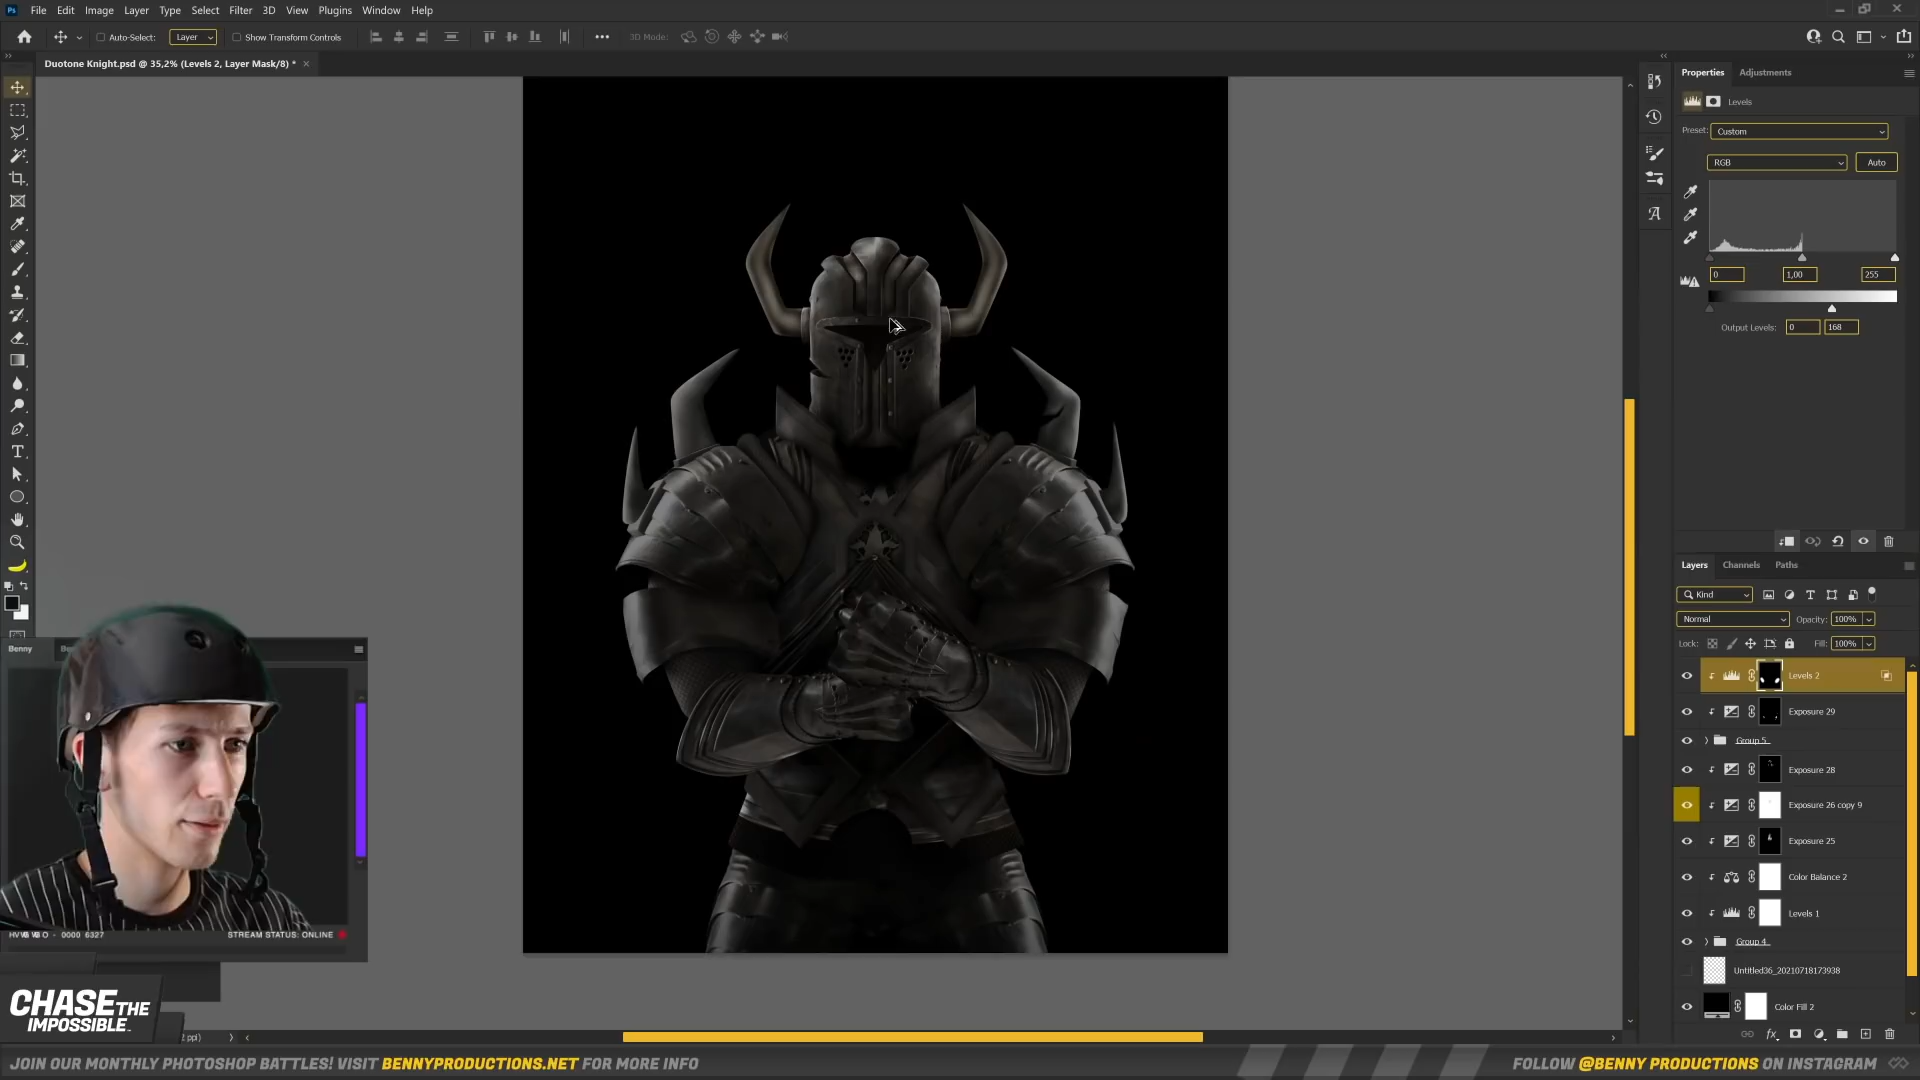 Ps File Edit Image Layer Type Select Filter 3D View Plugins Window Help
Auto-Select: Layer Show Transform Controls ••• 3D Mode:
Duotone Knight.psd @ 35,2% (Levels 2, Layer Mask/8) * ×
Properties Adjustments
Levels
Preset: Custom
RGB Auto
0 1,00 255
Output Levels: 0 168
Layers Channels Paths
Kind
Normal Opacity: 100%
Lock: Fill: 100%
Levels 2
Exposure 29
Group 5
Exposure 28
Exposure 26 copy 9
Exposure 25
Color Balance 2
Levels 1
Group 4
Untitled36_20210718173938
Color Fill 2
fx
Benny
STREAM STATUS: ONLINE
CHASE THE
IMPOSSIBLE.
ppi)
JOIN OUR MONTHLY PHOTOSHOP BATTLES! VISIT BENNYPRODUCTIONS.NET FOR MORE INFO
FOLLOW @BENNY PRODUCTIONS ON INSTAGRAM